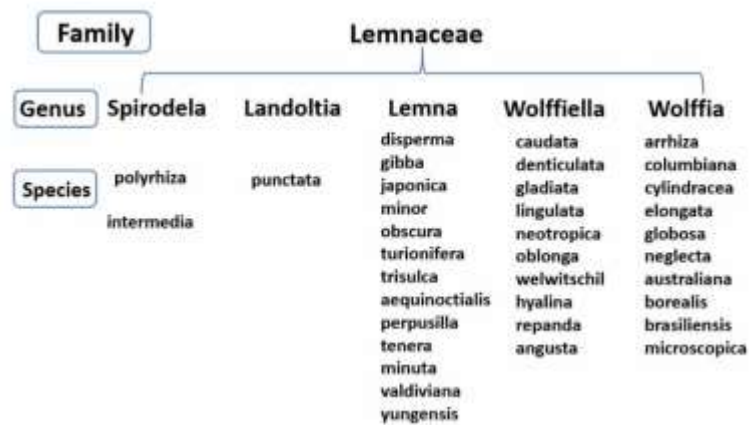 Family Lemnaceae
Genus Spirodela Landoltia Lemna Wolffiella Wolffia
disperma caudata arrhiza
gibba denticulata columbiana
Species polyrhiza punctata japonica gladiata cylindracea
minor lingulata elongata
intermedia obscura neotropica globosa
turionifera oblonga neglecta
trisulca welwitschil australiana
aequinoctialis hyalina borealis
perpusilla repanda brasiliensis
tenera angusta microscopica
minuta
valdiviana
yungensis